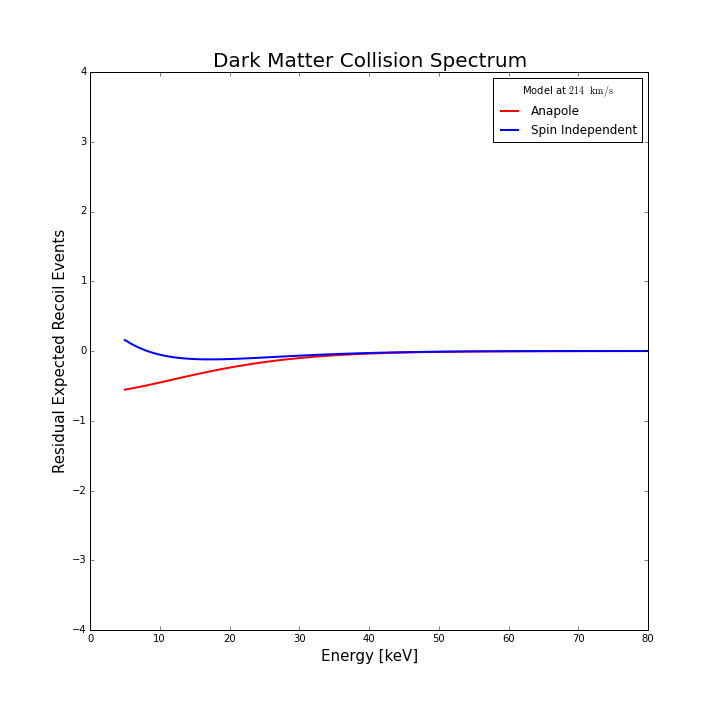 Dark Matter Collision Spectrum
Model at 214 km/s
Anapole
Spin Independent
Residual Expected Recoil Events
4
3
2
1
0
−1
−2
−3
−4
0 10 20 30 40 50 60 70 80
Energy [keV]